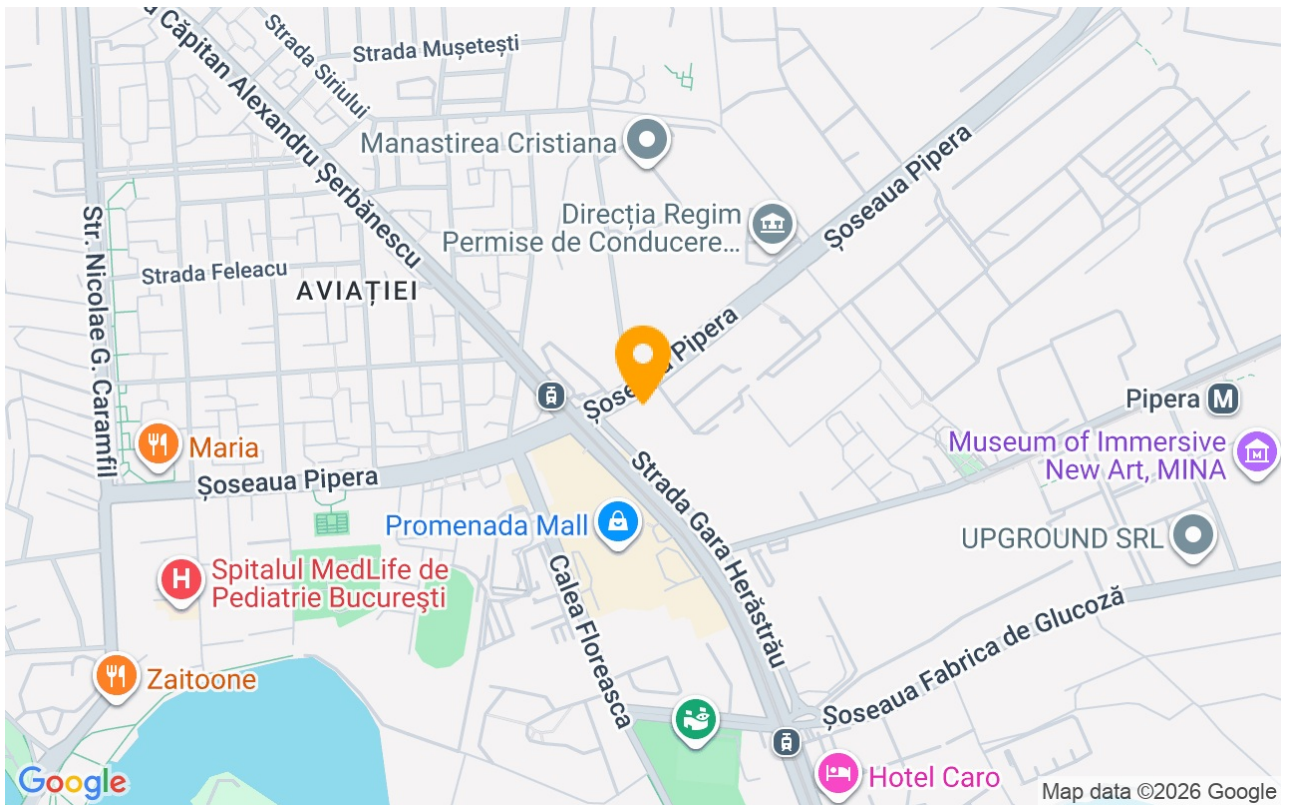 Căpitan Alexandru Șerbănescu
Strada Siriului
Strada Mușetești
Manastirea Cristiana
Șoseaua Pipera
Direcția Regim
Permise de Conducere...
Str. Nicolae G. Caramfil
Strada Feleacu
AVIAȚIEI
Pipera
Pipera M
Maria
Șoseaua Pipera
Museum of Immersive
New Art, MINA
Strada Gara Herăstrău
Promenada Mall
UPGROUND SRL
H
Spitalul MedLife de
Pediatrie Bucureşti
Calea Floreasca
Șoseaua Fabrica de Glucoză
Zaitoone
Hotel Caro
Google
Map data ©2026 Google